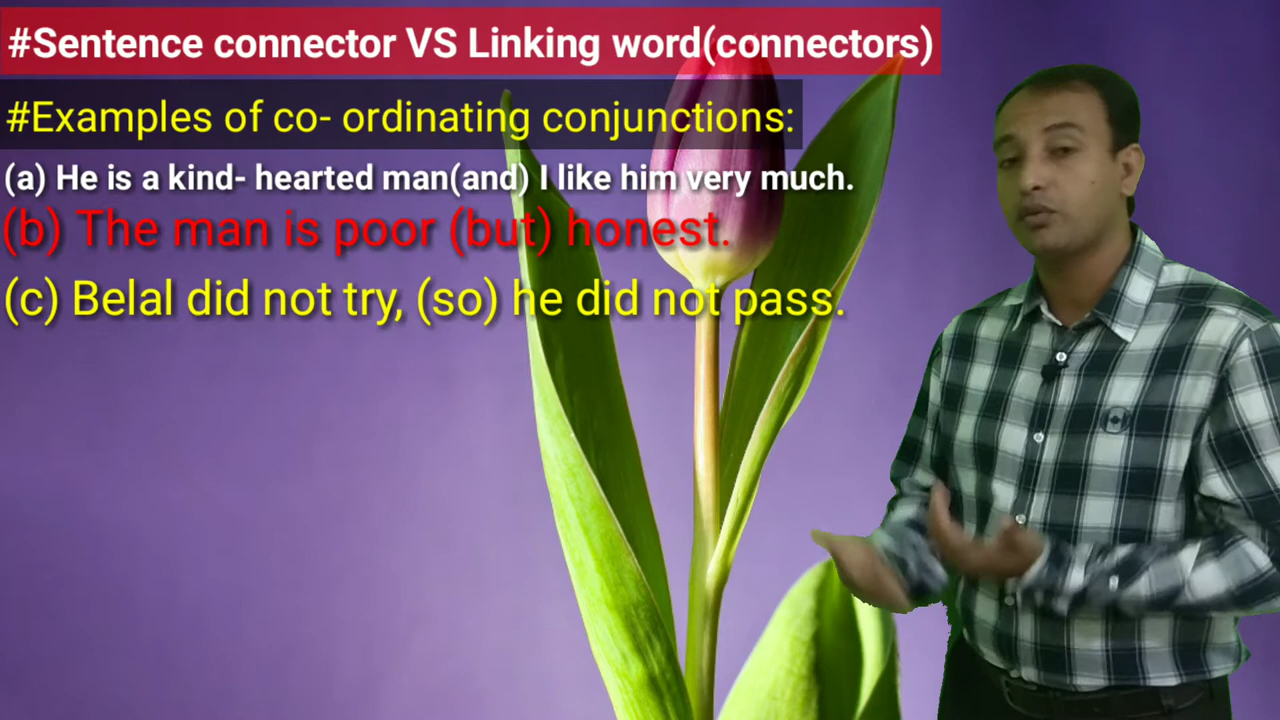 #Sentence connector VS Linking word(connectors)
#Examples of co- ordinating conjunctions:
(a) He is a kind- hearted man(and) I like him very much.
(b) The man is poor (but) honest.
(c) Belal did not try, (so) he did not pass.